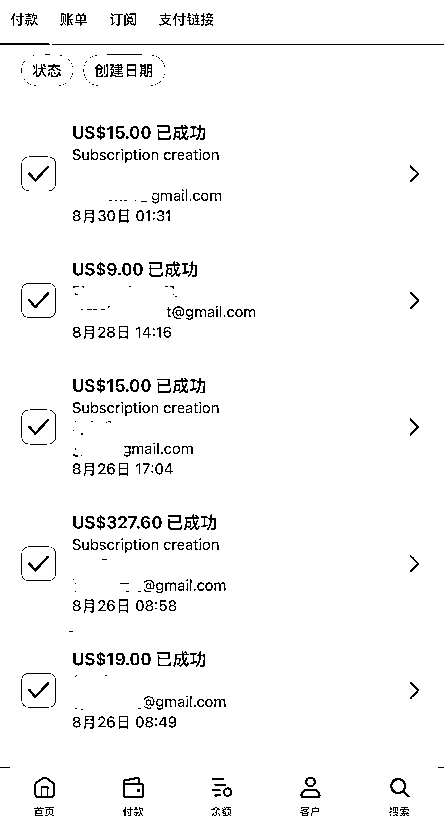 付款 账单 订阅 支付链接
状态 创建日期
US$15.00 已成功
Subscription creation
gmail.com
8月30日 01:31
US$9.00 已成功
t@gmail.com
8月28日 14:16
US$15.00 已成功
Subscription creation
gmail.com
8月26日 17:04
US$327.60 已成功
Subscription creation
@gmail.com
8月26日 08:58
US$19.00 已成功
@gmail.com
8月26日 08:49
首页 付款 余额 客户 搜索